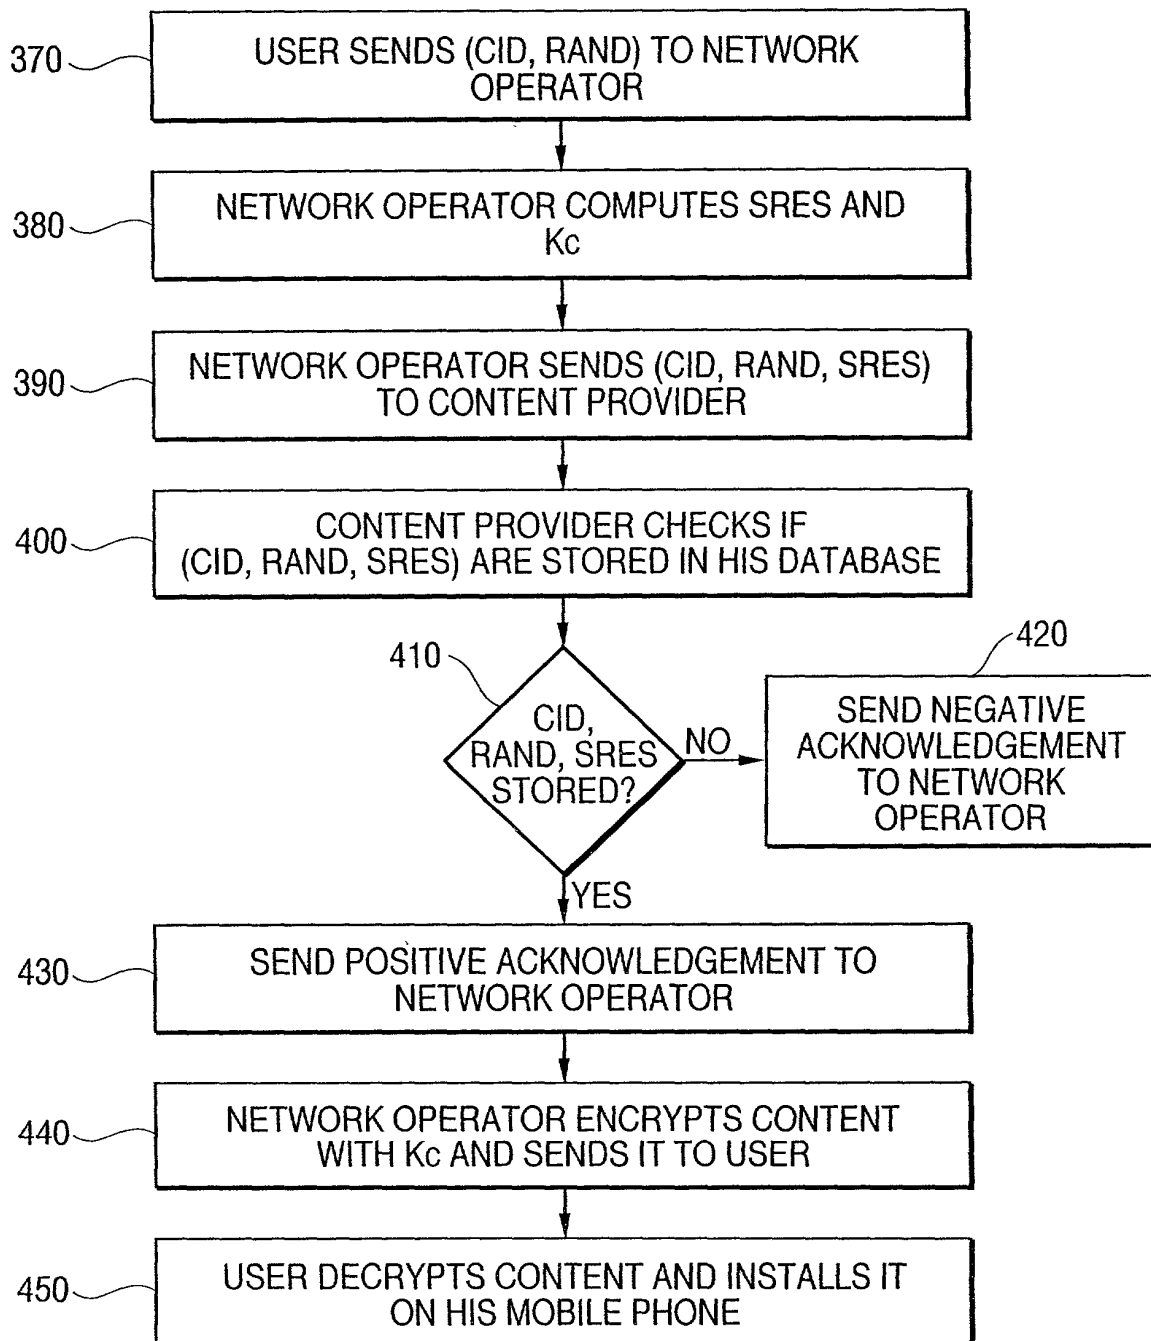 370
USER SENDS (CID, RAND) TO NETWORK
OPERATOR
380
NETWORK OPERATOR COMPUTES SRES AND
Kc
390
NETWORK OPERATOR SENDS (CID, RAND, SRES)
TO CONTENT PROVIDER
400
CONTENT PROVIDER CHECKS IF
(CID, RAND, SRES) ARE STORED IN HIS DATABASE
410
CID,
RAND, SRES
STORED?
NO
420
SEND NEGATIVE
ACKNOWLEDGEMENT
TO NETWORK
OPERATOR
YES
430
SEND POSITIVE ACKNOWLEDGEMENT TO
NETWORK OPERATOR
440
NETWORK OPERATOR ENCRYPTS CONTENT
WITH Kc AND SENDS IT TO USER
450
USER DECRYPTS CONTENT AND INSTALLS IT
ON HIS MOBILE PHONE